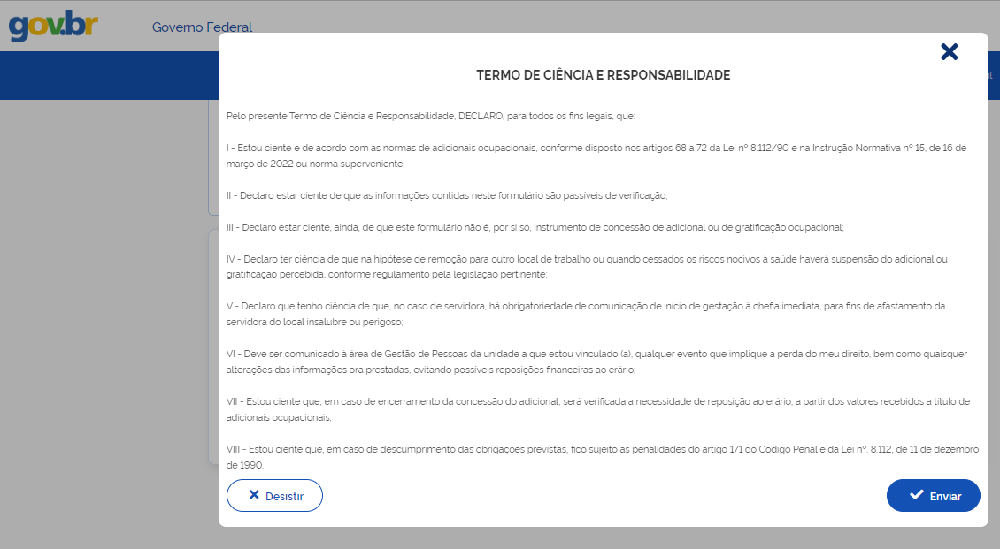 gov.br
Governo Federal
TERMO DE CIÊNCIA E RESPONSABILIDADE
Pelo presente Termo de Ciência e Responsabilidade, DECLARO, para todos os fins legais, que:
I - Estou ciente e de acordo com as normas de adicionais ocupacionais, conforme disposto nos artigos 68 a 72 da Lei nº 8.112/90 e na Instrução Normativa nº 15, de 16 de
março de 2022 ou norma superveniente;
II - Declaro estar ciente de que as informações contidas neste formulário são passíveis de verificação;
III - Declaro estar ciente, ainda, de que este formulário não é, por si só, instrumento de concessão de adicional ou de gratificação ocupacional;
IV - Declaro ter ciência de que na hipótese de remoção para outro local de trabalho ou quando cessados os riscos nocivos à saúde haverá suspensão do adicional ou
gratificação percebida, conforme regulamento pela legislação pertinente;
V - Declaro que tenho ciência de que, no caso de servidora, há obrigatoriedade de comunicação de início de gestação à chefia imediata, para fins de afastamento da
servidora do local insalubre ou perigoso;
VI - Deve ser comunicado à área de Gestão de Pessoas da unidade a que estou vinculado (a), qualquer evento que implique a perda do meu direito, bem como quaisquer
alterações das informações ora prestadas, evitando possíveis reposições financeiras ao erário;
VII - Estou ciente que, em caso de encerramento da concessão do adicional, será verificada a necessidade de reposição ao erário, a partir dos valores recebidos a título de
adicionais ocupacionais;
VIII - Estou ciente que, em caso de descumprimento das obrigações previstas, fico sujeito às penalidades do artigo 171 do Código Penal e da Lei nº. 8.112, de 11 de dezembro
de 1990.
Desistir
Enviar